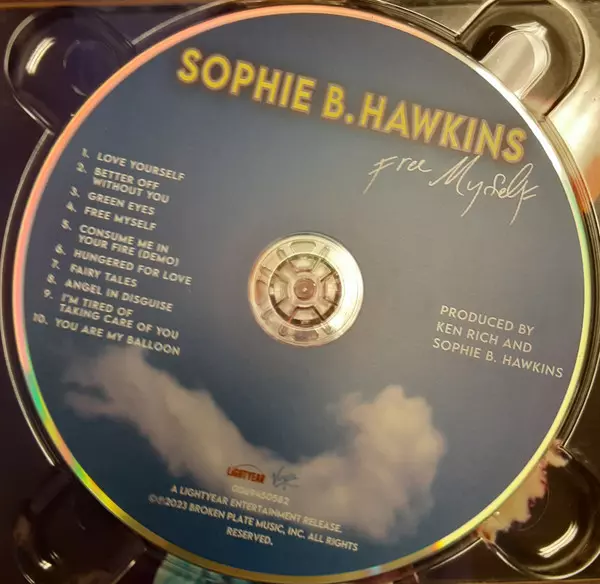 SOPHIE B. HAWKINS
Free Myself
1. LOVE YOURSELF
2. BETTER OFF
WITHOUT YOU
3. GREEN EYES
4. FREE MYSELF
5. CONSUME ME IN
YOUR FIRE (DEMO)
6. HUNGERED FOR LOVE
7. FAIRY TALES
8. ANGEL IN DISGUISE
9. I'M TIRED OF
TAKING CARE OF YOU
10. YOU ARE MY BALLOON
PRODUCED BY
KEN RICH AND
SOPHIE B. HAWKINS
LIGHTYEAR Virgin
A LIGHTYEAR ENTERTAINMENT RELEASE.
©℗2023 BROKEN PLATE MUSIC, INC. ALL RIGHTS
RESERVED.